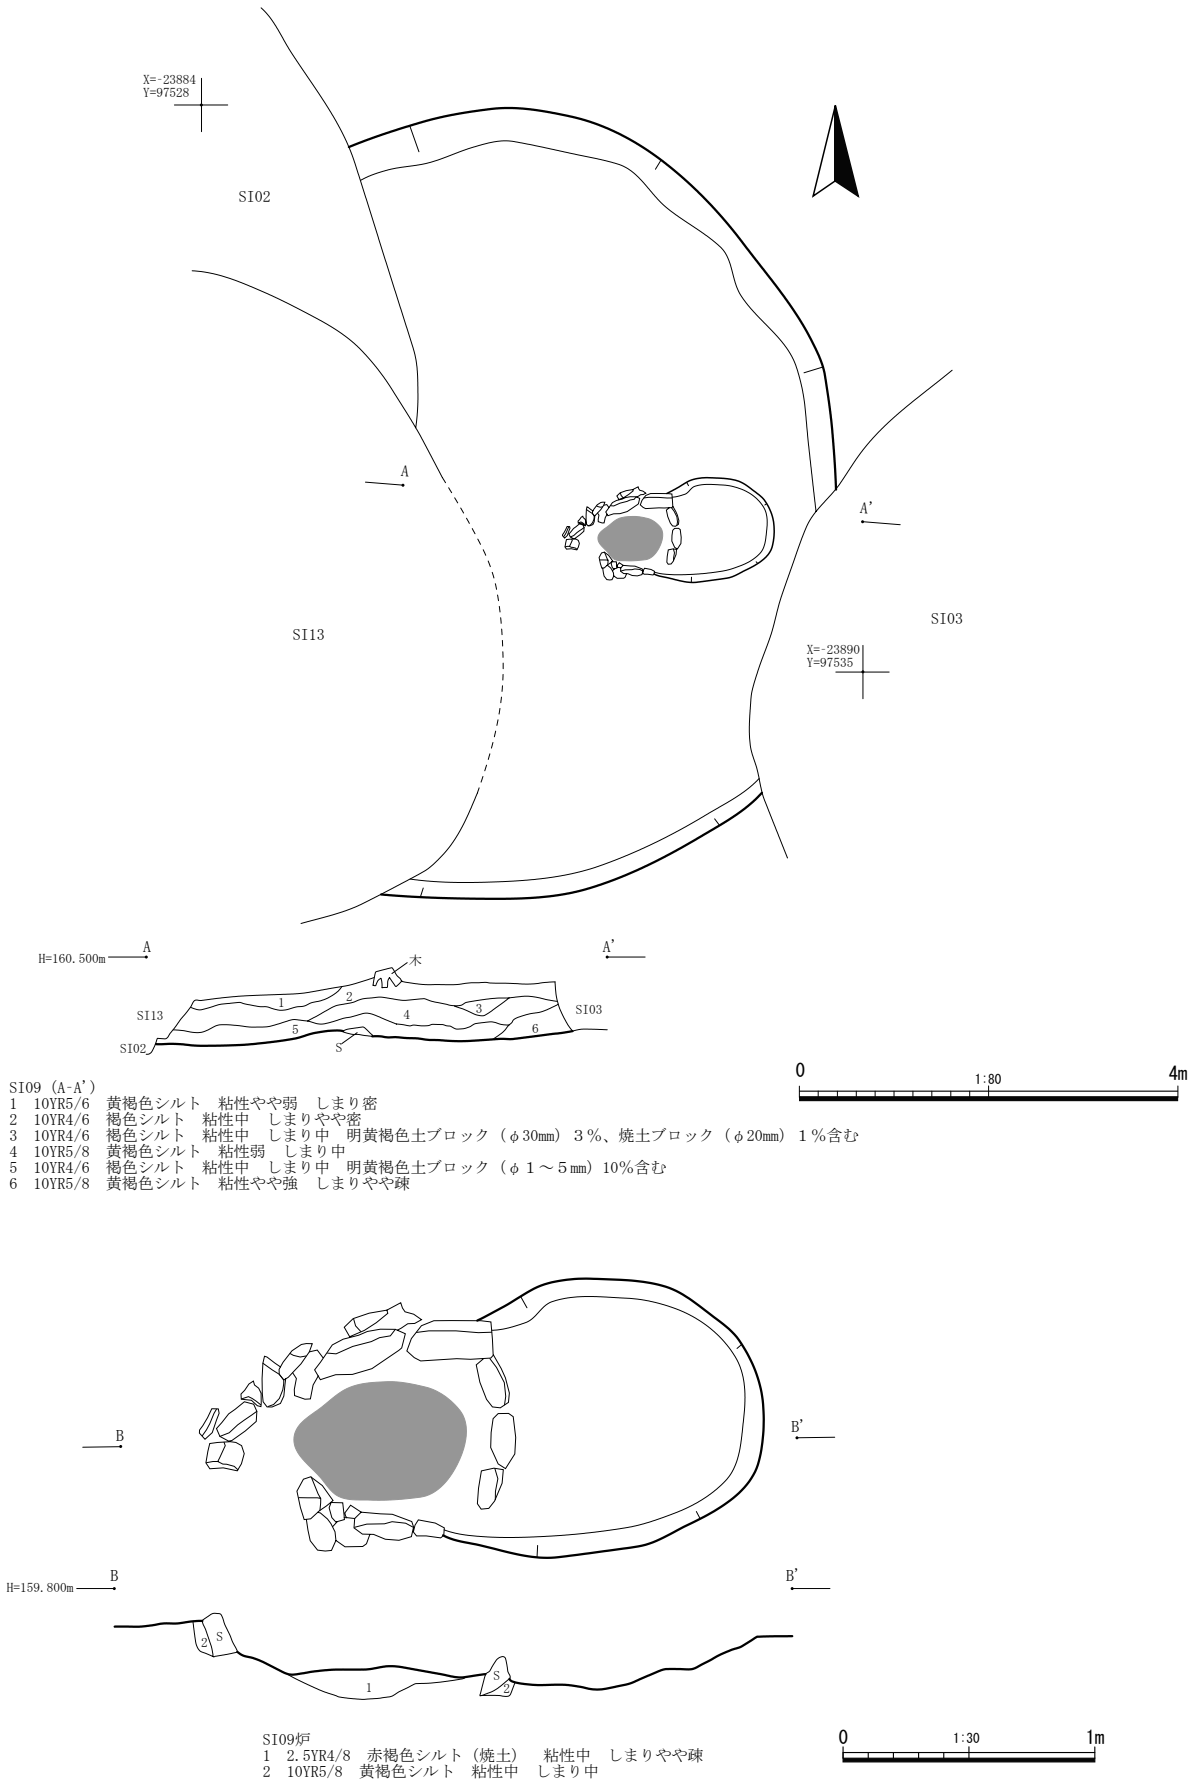 X=-23884
Y=97528
SI02
A
A'
SI13
SI03
X=-23890
Y=97535
A
A'
H=160.500m
木
1
2
3
4
5
6
SI13
SI03
SI02
S
0
1:80
4m
SI09 (A-A')
1 10YR5/6 黄褐色シルト 粘性やや弱 しまり密
2 10YR4/6 褐色シルト 粘性中 しまりやや密
3 10YR4/6 褐色シルト 粘性中 しまり中 明黄褐色土ブロック（φ30㎜）３％、焼土ブロック（φ20㎜）１％含む
4 10YR5/8 黄褐色シルト 粘性弱 しまり中
5 10YR4/6 褐色シルト 粘性中 しまり中 明黄褐色土ブロック（φ１～５㎜）10％含む
6 10YR5/8 黄褐色シルト 粘性やや強 しまりやや疎
B
B'
B
B'
H=159.800m
2
S
1
S
2
SI09炉
1 2.5YR4/8 赤褐色シルト（焼土） 粘性中 しまりやや疎
2 10YR5/8 黄褐色シルト 粘性中 しまり中
0
1:30
1m